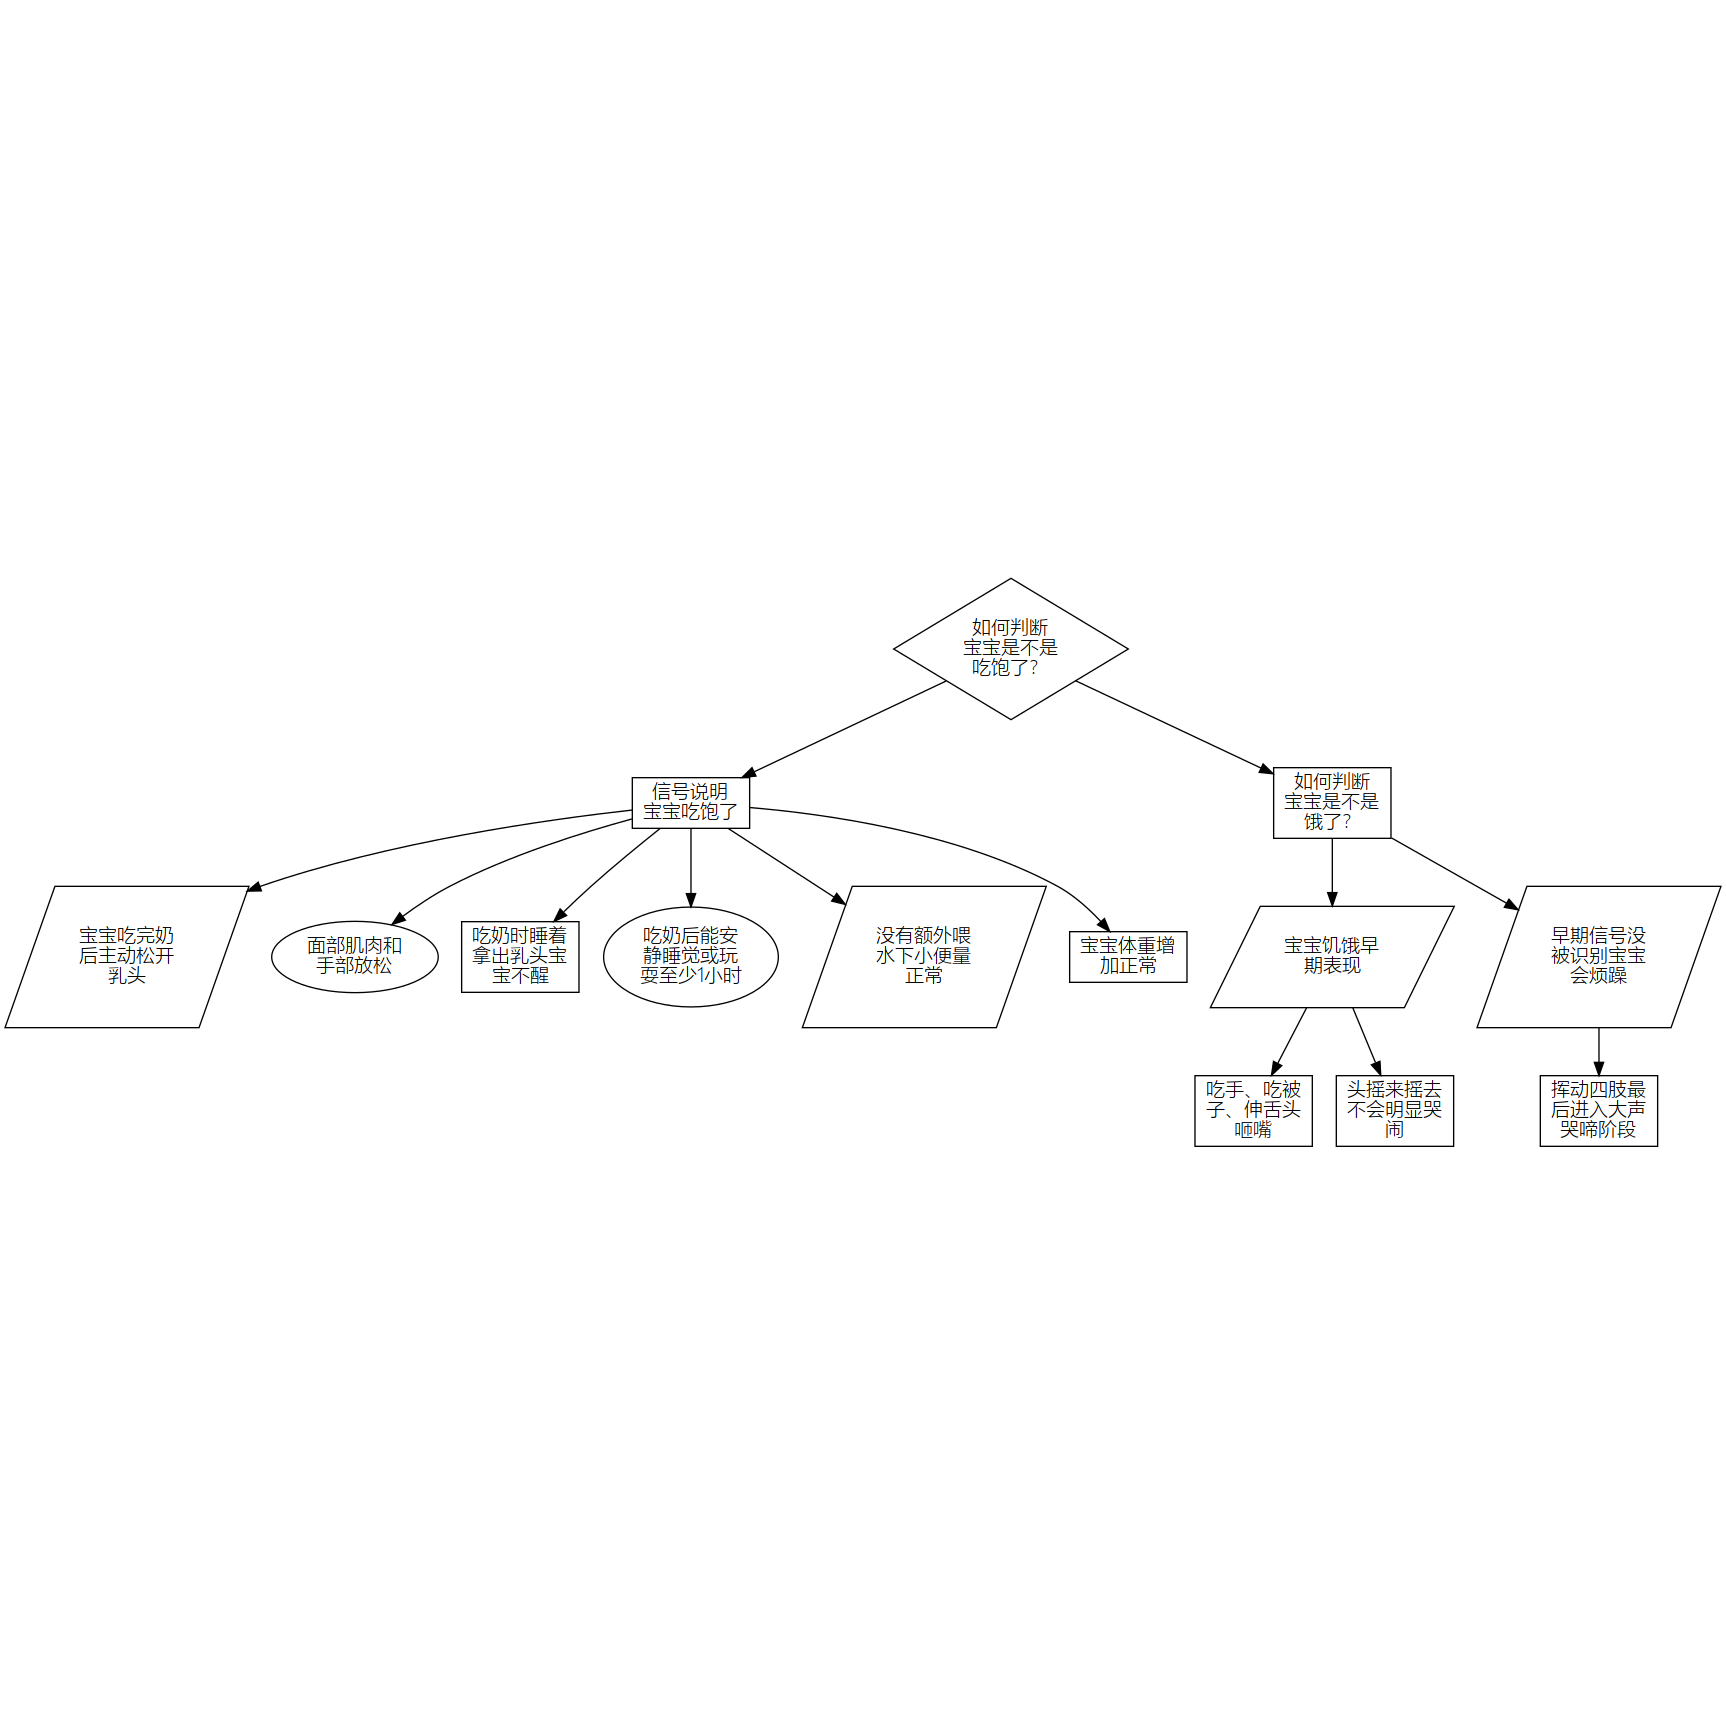 如何判断
宝宝是不是
吃饱了?
信号说明
宝宝吃饱了
如何判断
宝宝是不是
饿了?
宝宝吃完奶
后主动松开
乳头
面部肌肉和
手部放松
吃奶时睡着
拿出乳头宝
宝不醒
吃奶后能安
静睡觉或玩
耍至少1小时
没有额外喂
水下小便量
正常
宝宝体重增
加正常
宝宝饥饿早
期表现
早期信号没
被识别宝宝
会烦躁
吃手、吃被
子、伸舌头
咂嘴
头摇来摇去
不会明显哭
闹
挥动四肢最
后进入大声
哭啼阶段